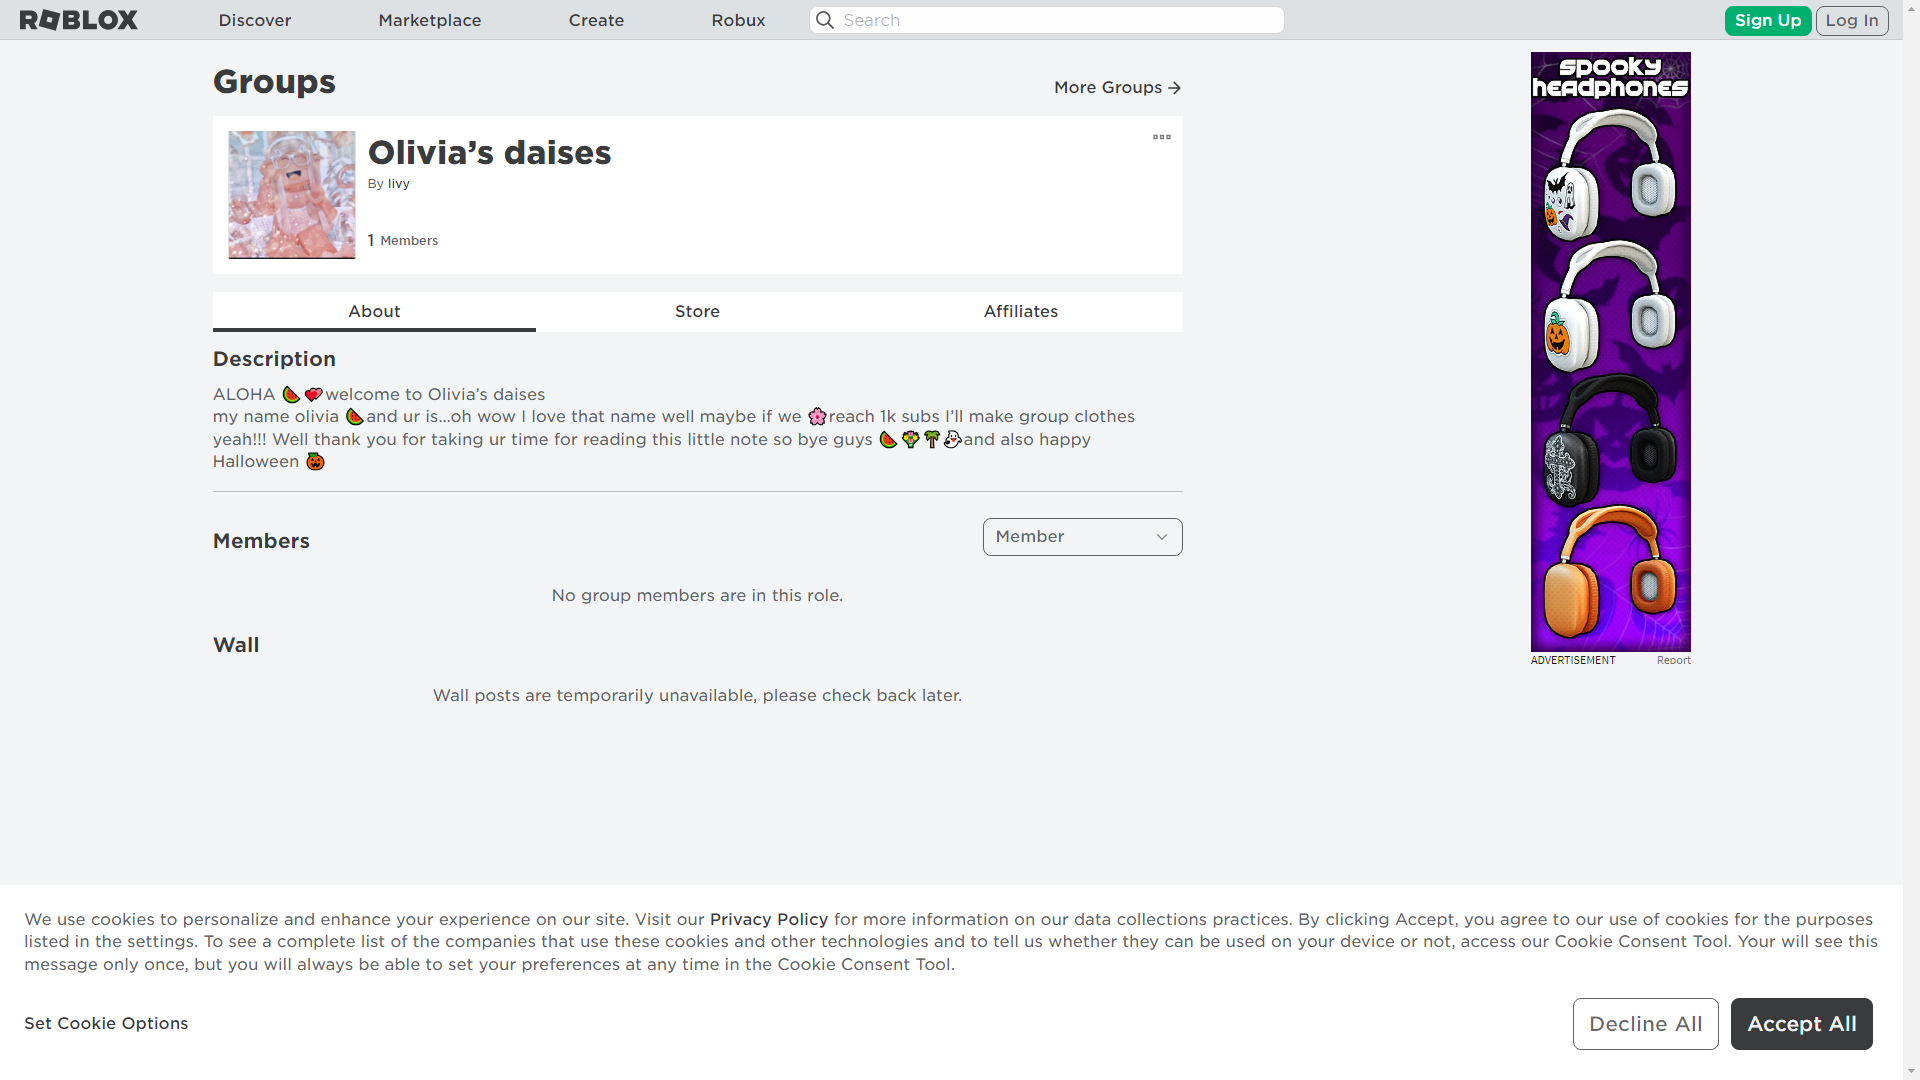 ROBLOX
Discover
Marketplace
Create
Robux
Search
Sign Up
Log In
Groups
More Groups
Olivia’s daises
By livy
1 Members
About
Store
Affiliates
Description
ALOHA 🍉💕welcome to Olivia’s daises
my name olivia 🍉and ur is...oh wow I love that name well maybe if we 🌸reach 1k subs I’ll make group clothes
yeah!!! Well thank you for taking ur time for reading this little note so bye guys 🍉💐🌴👻and also happy
Halloween 🎃
Members
Member
No group members are in this role.
Wall
Wall posts are temporarily unavailable, please check back later.
spooky
headphones
ADVERTISEMENT
Report
We use cookies to personalize and enhance your experience on our site. Visit our Privacy Policy for more information on our data collections practices. By clicking Accept, you agree to our use of cookies for the purposes
listed in the settings. To see a complete list of the companies that use these cookies and other technologies and to tell us whether they can be used on your device or not, access our Cookie Consent Tool. Your will see this
message only once, but you will always be able to set your preferences at any time in the Cookie Consent Tool.
Set Cookie Options
Decline All
Accept All